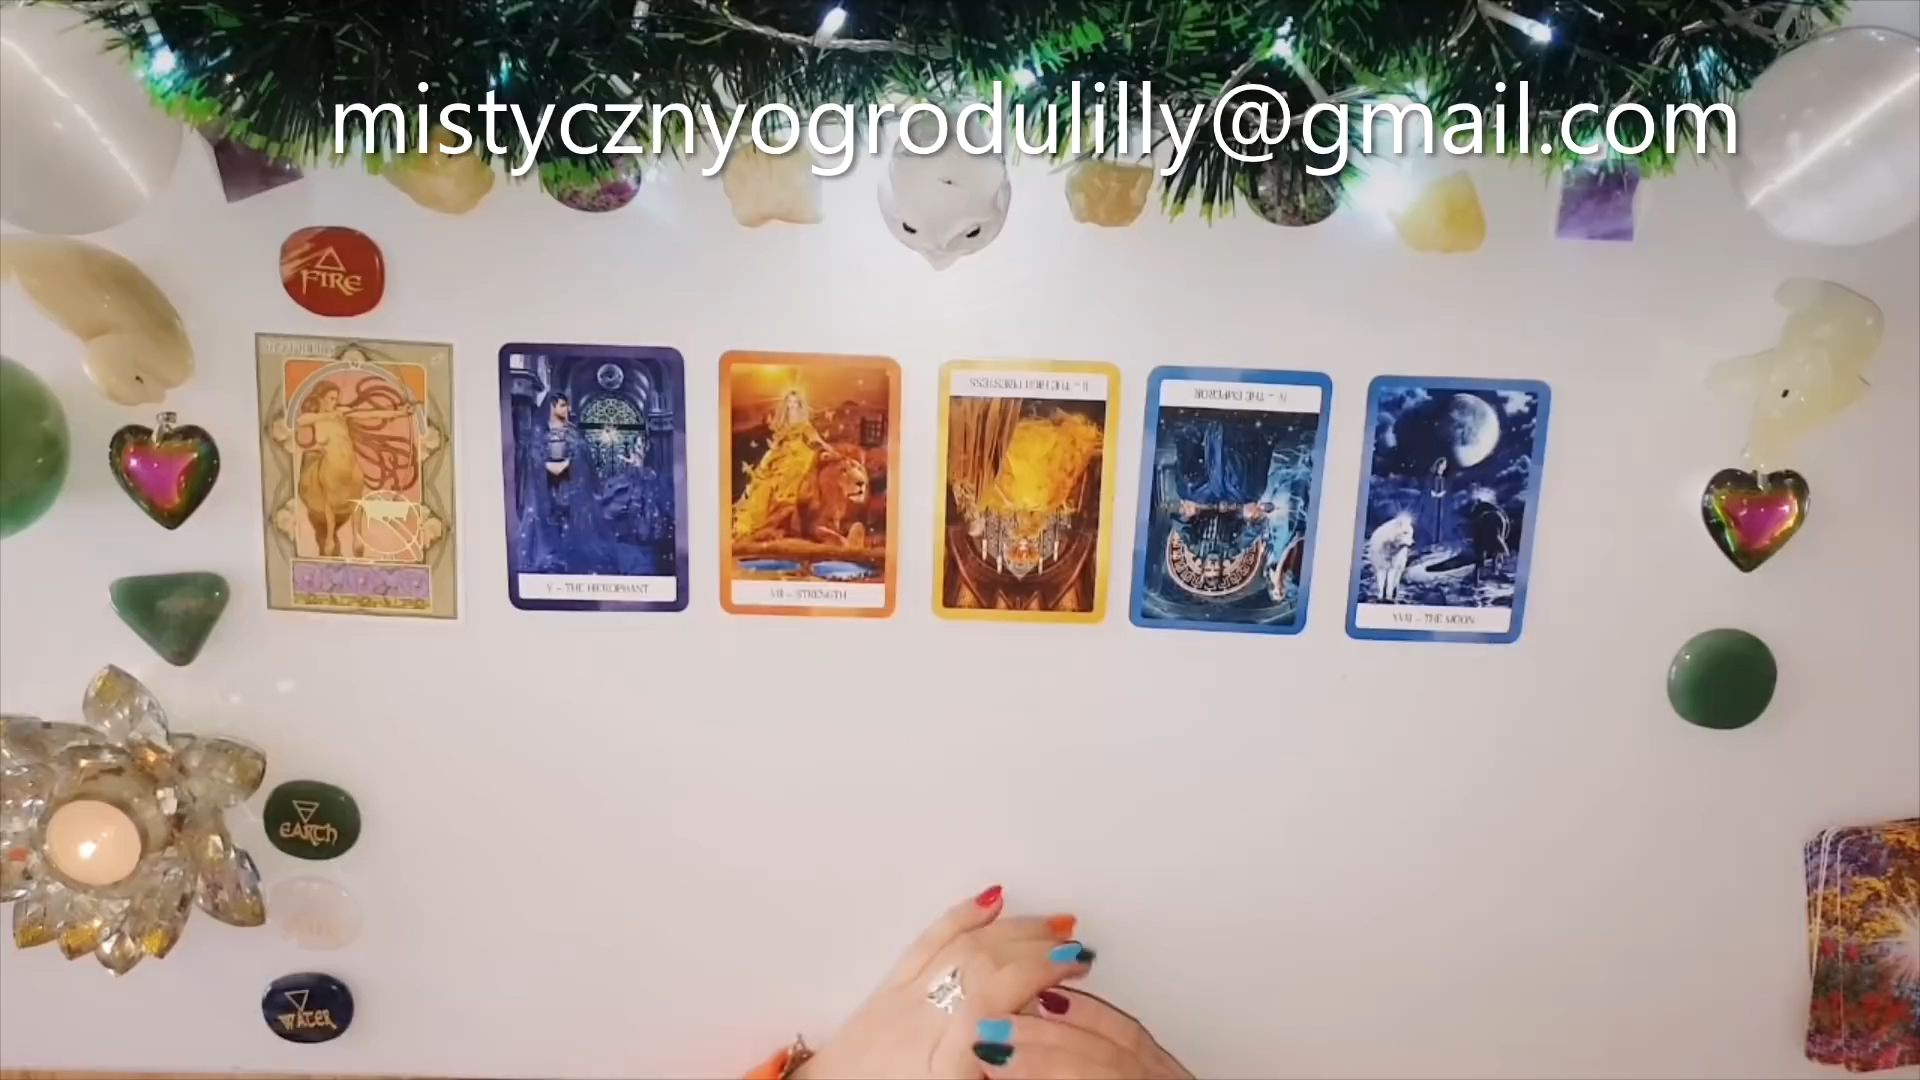 mistycznyogrodulilly@gmail.com
FIRE
II – THE HIGH PRIESTESS
IV – THE EMPEROR
V – THE HIEROPHANT
VIII – STRENGTH
XVIII – THE MOON
EARTH
WATER